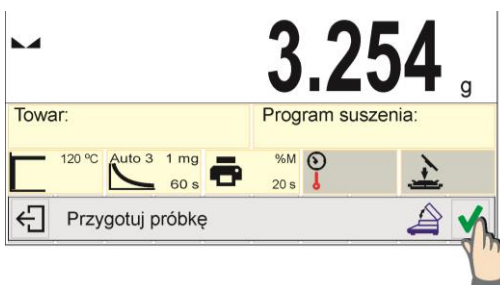 3.254 g
Towar: Program suszenia:
120 ºC Auto 3 1 mg 60 s %M 20 s
Przygotuj próbkę